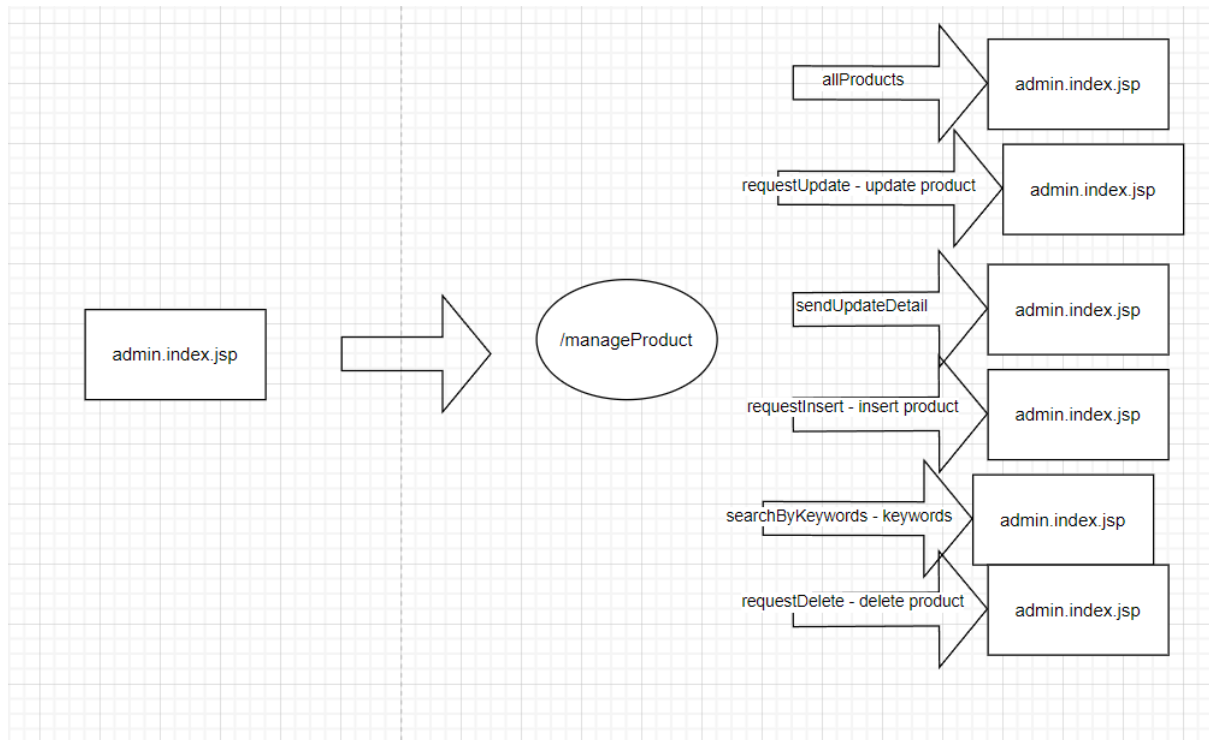 allProducts
admin.index.jsp
requestUpdate - update product
admin.index.jsp
sendUpdateDetail
admin.index.jsp
admin.index.jsp
/manageProduct
requestInsert - insert product
admin.index.jsp
searchByKeywords - keywords
admin.index.jsp
requestDelete - delete product
admin.index.jsp